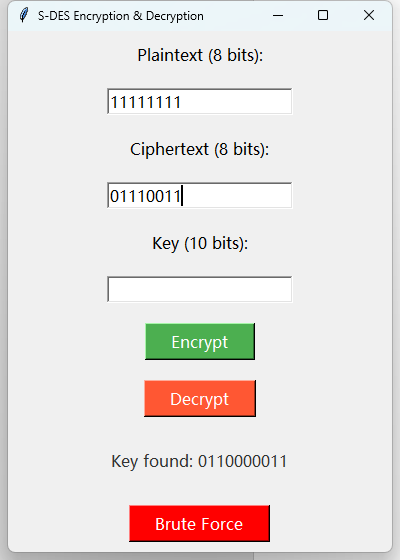 S-DES Encryption & Decryption
Plaintext (8 bits):
11111111
Ciphertext (8 bits):
01110011
Key (10 bits):
Encrypt
Decrypt
Key found: 0110000011
Brute Force